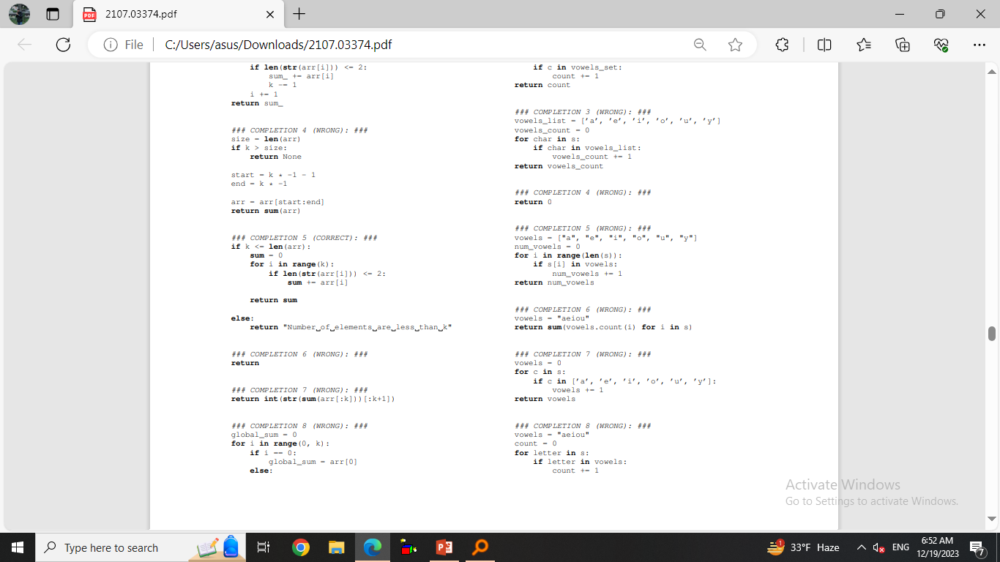 2107.03374.pdf
File
C:/Users/asus/Downloads/2107.03374.pdf
if len(str(arr[i])) <= 2:
sum_ += arr[i]
k -= 1
i += 1
return sum_
### COMPLETION 4 (WRONG): ###
size = len(arr)
if k > size:
return None
start = k * -1 - 1
end = k * -1
arr = arr[start:end]
return sum(arr)
### COMPLETION 5 (CORRECT): ###
if k <= len(arr):
sum = 0
for i in range(k):
if len(str(arr[i])) <= 2:
sum += arr[i]
return sum
else:
return "Number␣of␣elements␣are␣less␣than␣k"
### COMPLETION 6 (WRONG): ###
return
### COMPLETION 7 (WRONG): ###
return int(str(sum(arr[:k]))[:k+1])
### COMPLETION 8 (WRONG): ###
global_sum = 0
for i in range(0, k):
if i == 0:
global_sum = arr[0]
else:
if c in vowels_set:
count += 1
return count
### COMPLETION 3 (WRONG): ###
vowels_list = ['a', 'e', 'i', 'o', 'u', 'y']
vowels_count = 0
for char in s:
if char in vowels_list:
vowels_count += 1
return vowels_count
### COMPLETION 4 (WRONG): ###
return 0
### COMPLETION 5 (WRONG): ###
vowels = ["a", "e", "i", "o", "u", "y"]
num_vowels = 0
for i in range(len(s)):
if s[i] in vowels:
num_vowels += 1
return num_vowels
### COMPLETION 6 (WRONG): ###
vowels = "aeiou"
return sum(vowels.count(i) for i in s)
### COMPLETION 7 (WRONG): ###
vowels = 0
for c in s:
if c in ['a', 'e', 'i', 'o', 'u', 'y']:
vowels += 1
return vowels
### COMPLETION 8 (WRONG): ###
vowels = "aeiou"
count = 0
for letter in s:
if letter in vowels:
count += 1
Activate Windows
Go to Settings to activate Windows.
Type here to search
1
33°F Haze
ENG
6:52 AM
12/19/2023
7